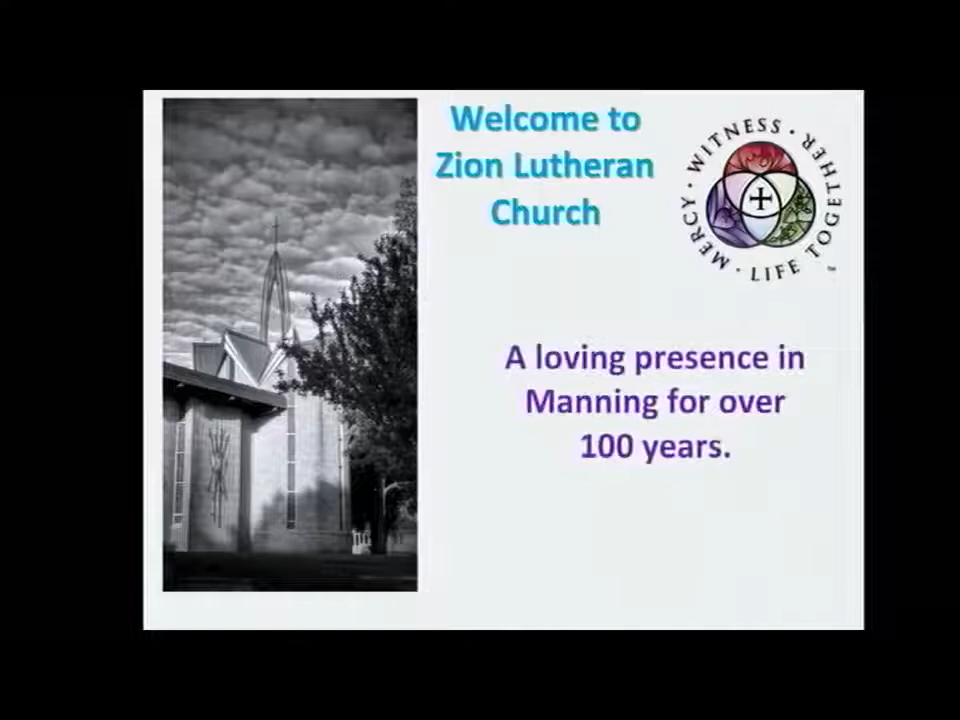 Welcome to
Zion Lutheran
Church
WITNESS · MERCY · LIFE TOGETHER
A loving presence in
Manning for over
100 years.